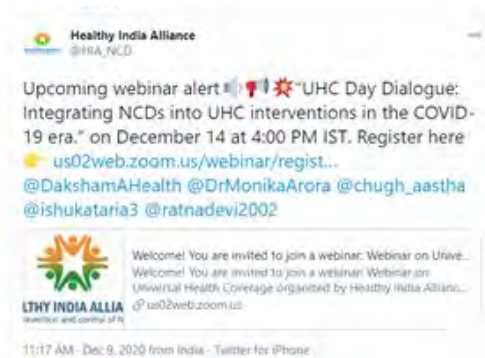 Healthy India Alliance
@HIA_NCD
Upcoming webinar alert "UHC Day Dialogue:
Integrating NCDs into UHC interventions in the COVID-
19 era." on December 14 at 4:00 PM IST. Register here
us02web.zoom.us/webinar/regist...
@DakshamAHealth @DrMonikaArora @chugh_aastha
@ishukataria3 @ratnadevi2002
Welcome! You are invited to join a webinar: Webinar on Unive...
Welcome! You are invited to join a webinar: Webinar on
Universal Health Coverage organised by Healthy India Allianc...
LTHY INDIA ALLIA us02web.zoom.us
11:17 AM · Dec 9, 2020 from India · Twitter for iPhone